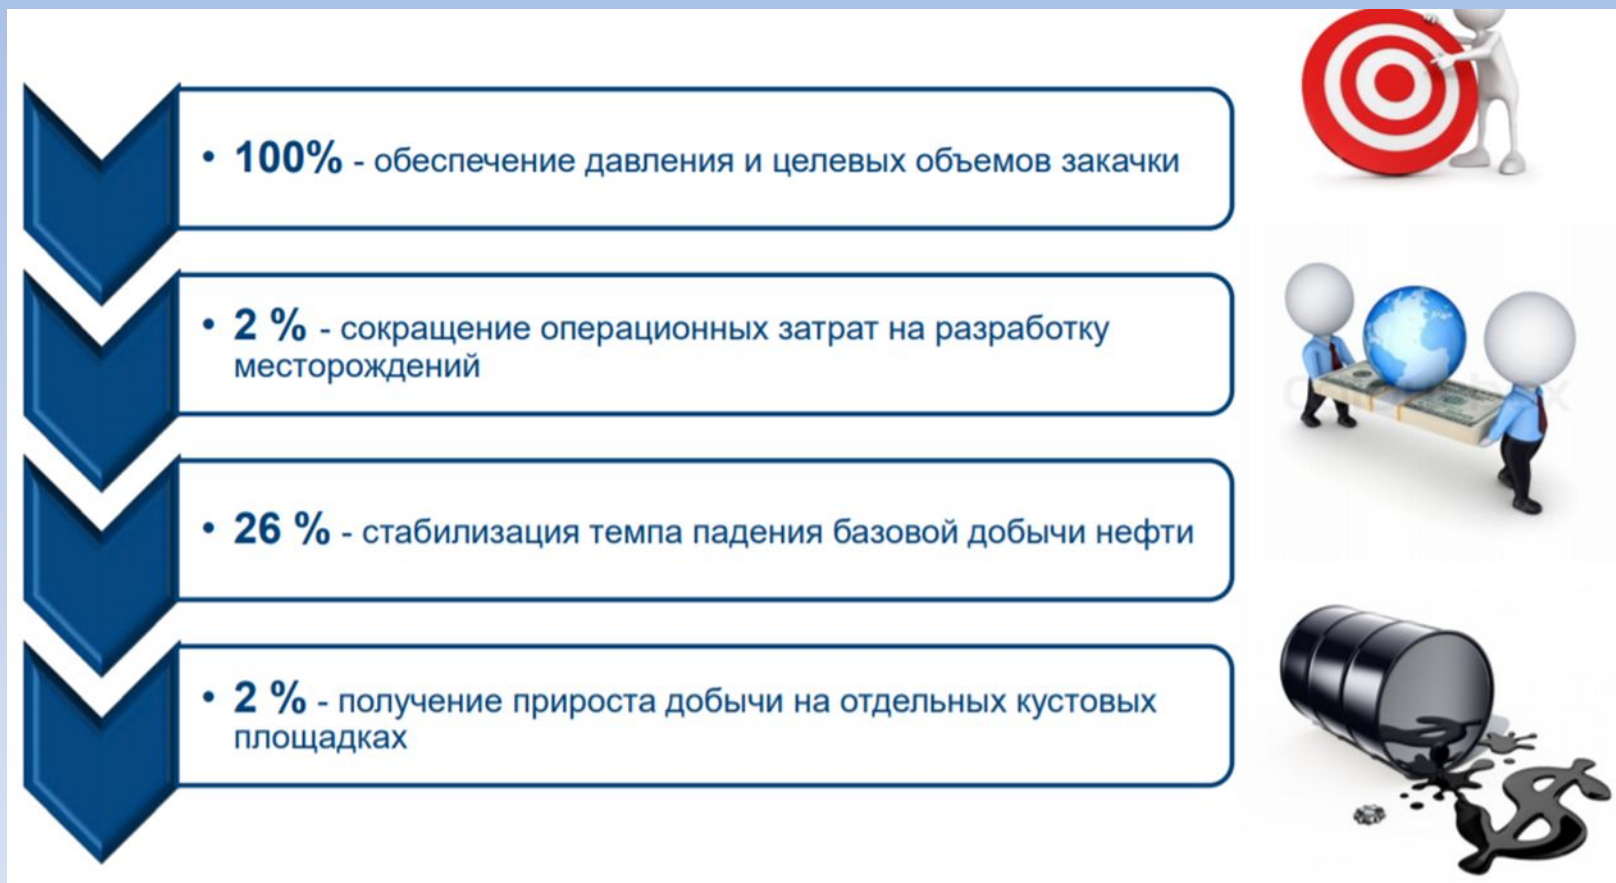 • 100% - обеспечение давления и целевых объемов закачки
• 2 % - сокращение операционных затрат на разработку
месторождений
• 26 % - стабилизация темпа падения базовой добычи нефти
• 2 % - получение прироста добычи на отдельных кустовых
площадках